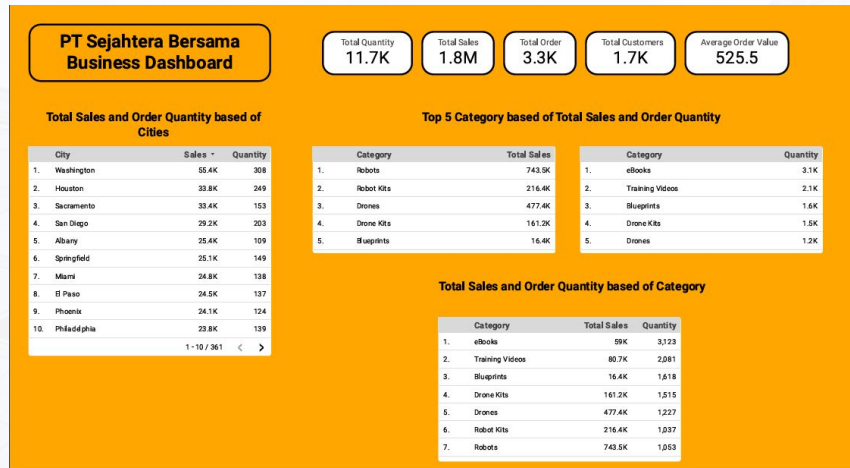 PT Sejahtera Bersama
Business Dashboard
Total Quantity
11.7K
Total Sales
1.8M
Total Order
3.3K
Total Customers
1.7K
Average Order Value
525.5
Total Sales and Order Quantity based of
Cities
City Sales Quantity
1. Washington 55.4K 308
2. Houston 33.8K 249
3. Sacramento 33.4K 153
4. San Diego 29.2K 203
5. Albany 25.4K 109
6. Springfield 25.1K 149
7. Miami 24.8K 138
8. El Paso 24.5K 137
9. Phoenix 24.1K 124
10. Philadelphia 23.8K 139
1 - 10 / 361
Top 5 Category based of Total Sales and Order Quantity
Category Total Sales
1. Robots 743.5K
2. Robot Kits 216.4K
3. Drones 477.4K
4. Drone Kits 161.2K
5. Blueprints 16.4K
Category Quantity
1. eBooks 3.1K
2. Training Videos 2.1K
3. Blueprints 1.6K
4. Drone Kits 1.5K
5. Drones 1.2K
Total Sales and Order Quantity based of Category
Category Total Sales Quantity
1. eBooks 59K 3,123
2. Training Videos 80.7K 2,081
3. Blueprints 16.4K 1,618
4. Drone Kits 161.2K 1,515
5. Drones 477.4K 1,227
6. Robot Kits 216.4K 1,037
7. Robots 743.5K 1,053